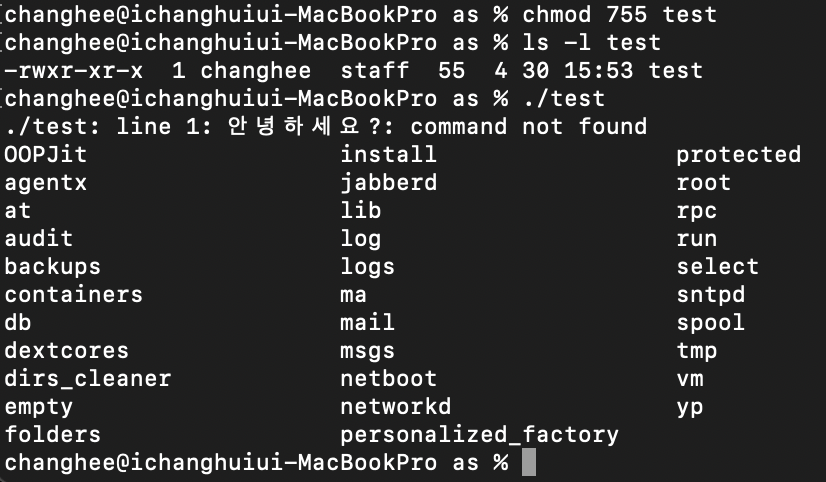 changhee@ichanghuiui-MacBookPro as % chmod 755 test
changhee@ichanghuiui-MacBookPro as % ls -l test
-rwxr-xr-x  1 changhee  staff  55  4 30 15:53 test
changhee@ichanghuiui-MacBookPro as % ./test
./test: line 1: 안녕하세요?: command not found
OOPJit install protected
agentx jabberd root
at lib rpc
audit log run
backups logs select
containers ma sntpd
db mail spool
dextcores msgs tmp
dirs_cleaner netboot vm
empty networkd yp
folders personalized_factory
changhee@ichanghuiui-MacBookPro as %